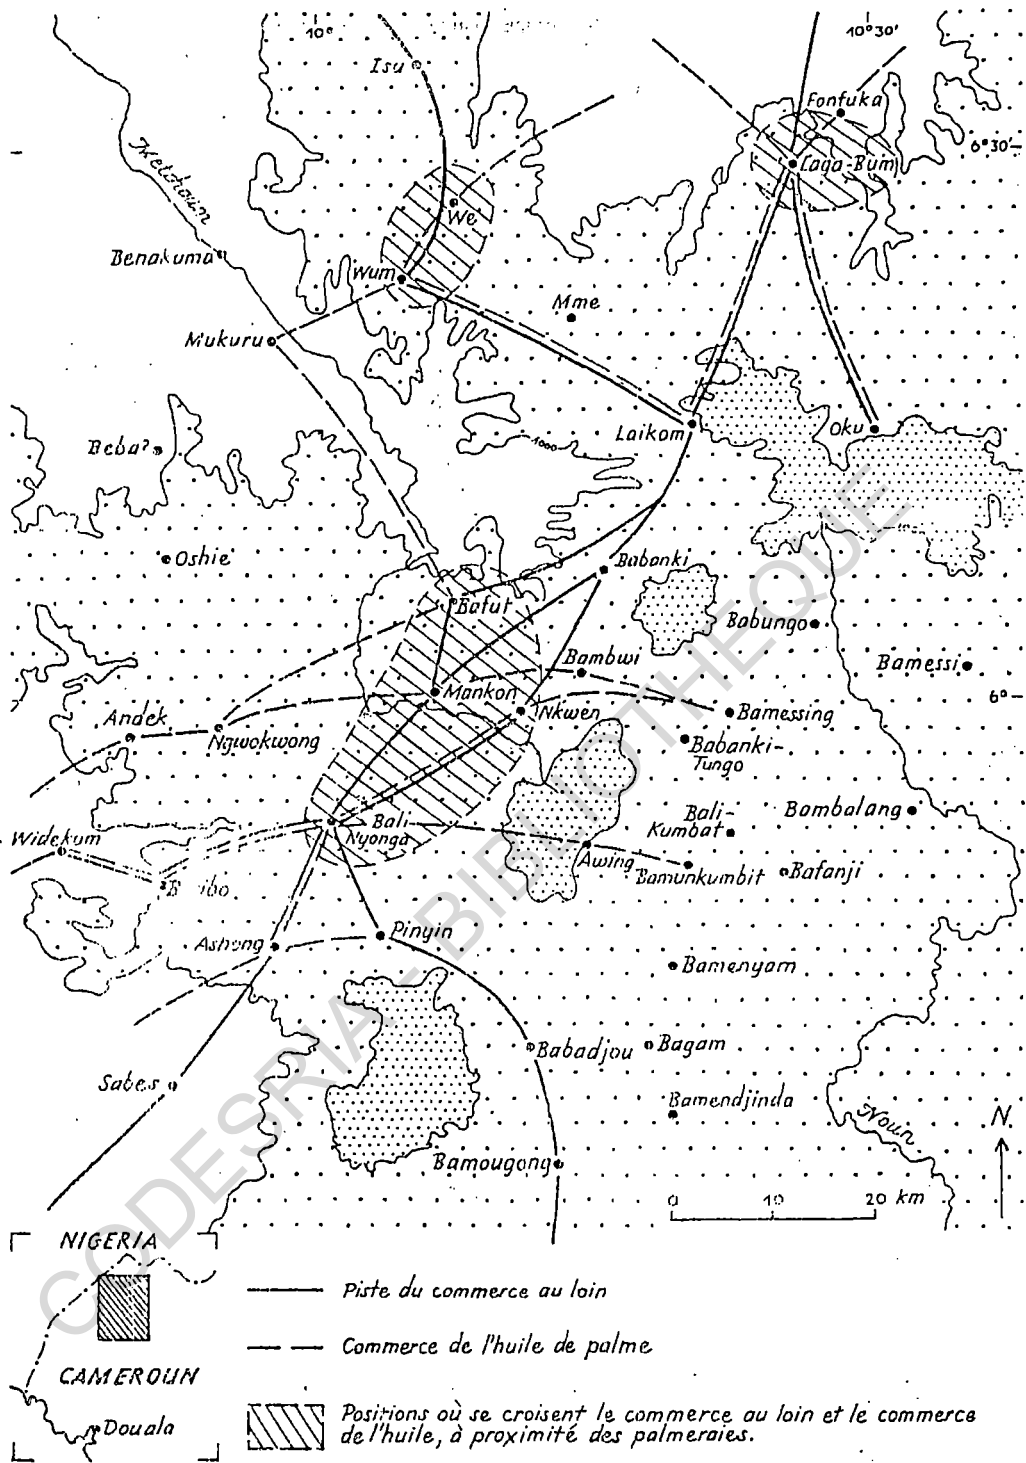 10°
10°30'
Isu
Fonfuka
6°30'
Laga-Bum
We
Benakuma
Wum
Mme
Mukuru
Laikom
Oku
Beba?
1000
Oshie
Babanki
Bafut
Babungo
Bambwi
Bamessi
Mankon
6°
Nkwen
Bamessing
Andek
Ngwokwong
Babanki-
Tungo
Bali-
Kumbat
Bambalang
Bali
Nyonga
Widekum
Awing
Bamunkumbit
Bafanji
Pinyin
Ashong
Bamenyam
Babadjou
Bagam
Sabes
Bamendjinda
Noun
N.
Bamougong
0 10 20 km
NIGERIA
CAMEROUN
Douala
Piste du commerce au loin
Commerce de l'huile de palme
Positions où se croisent le commerce au loin et le commerce
de l'huile, à proximité des palmeraies.
CODESRIA - BIBLIOTHEQUE